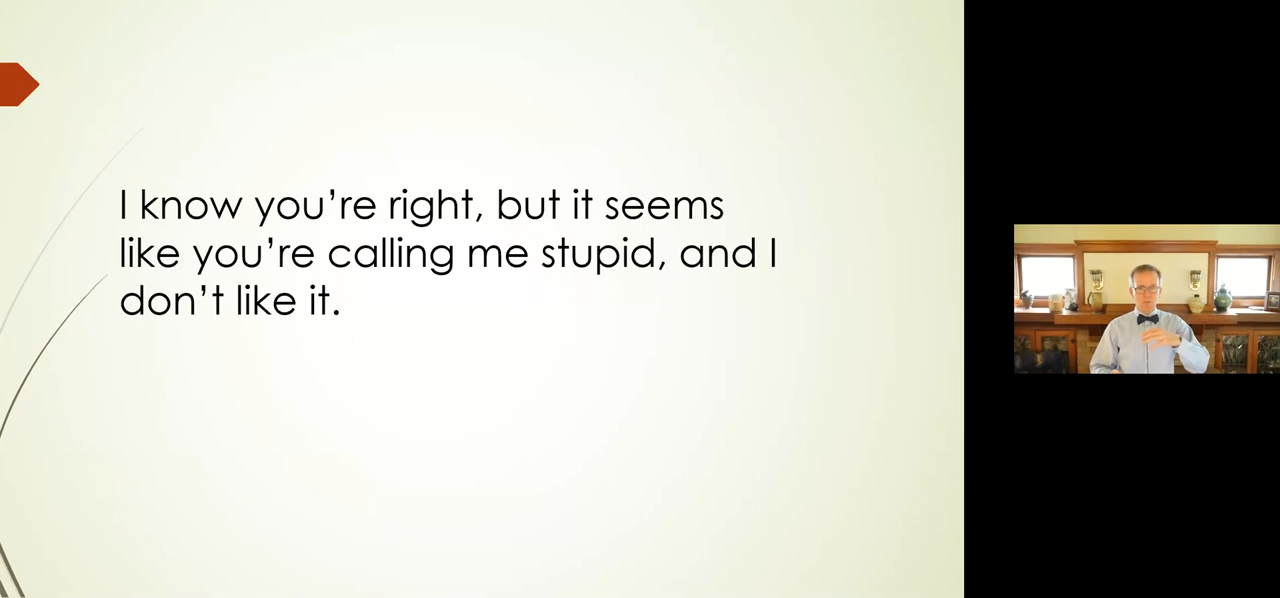 I know you’re right, but it seems
like you’re calling me stupid, and I
don’t like it.